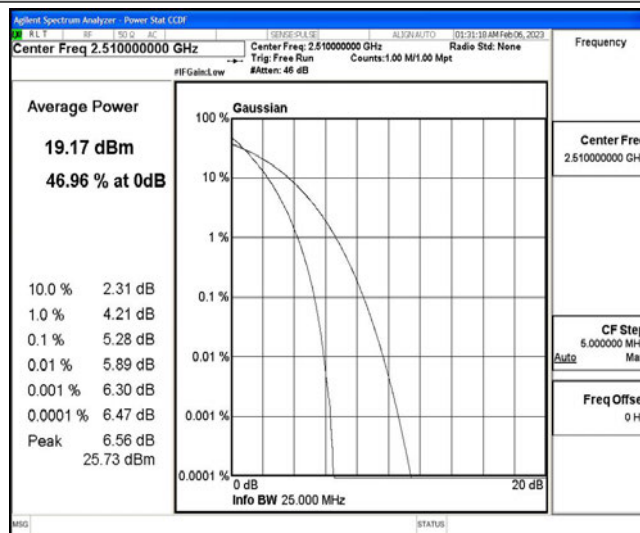 Agilent Spectrum Analyzer - Power Stat CCDF
RLT RF 50 Ω AC SENSE:PULSE ALIGN AUTO 01:31:18 AM Feb 06, 2023
Center Freq 2.510000000 GHz
Center Freq: 2.510000000 GHz Radio Std: None
Trig: Free Run Counts:1.00 M/1.00 Mpt
#IFGain:Low #Atten: 46 dB
Frequency
Average Power
19.17 dBm
46.96 % at 0dB
10.0 % 2.31 dB
1.0 % 4.21 dB
0.1 % 5.28 dB
0.01 % 5.89 dB
0.001 % 6.30 dB
0.0001 % 6.47 dB
Peak 6.56 dB
25.73 dBm
Gaussian
100 %
10 %
1 %
0.1 %
0.01 %
0.001 %
0.0001 %
0 dB 20 dB
Info BW 25.000 MHz
Center Fre
2.510000000 GH
CF Step
5.000000 MH
Auto Ma
Freq Offse
0 H
MSG STATUS